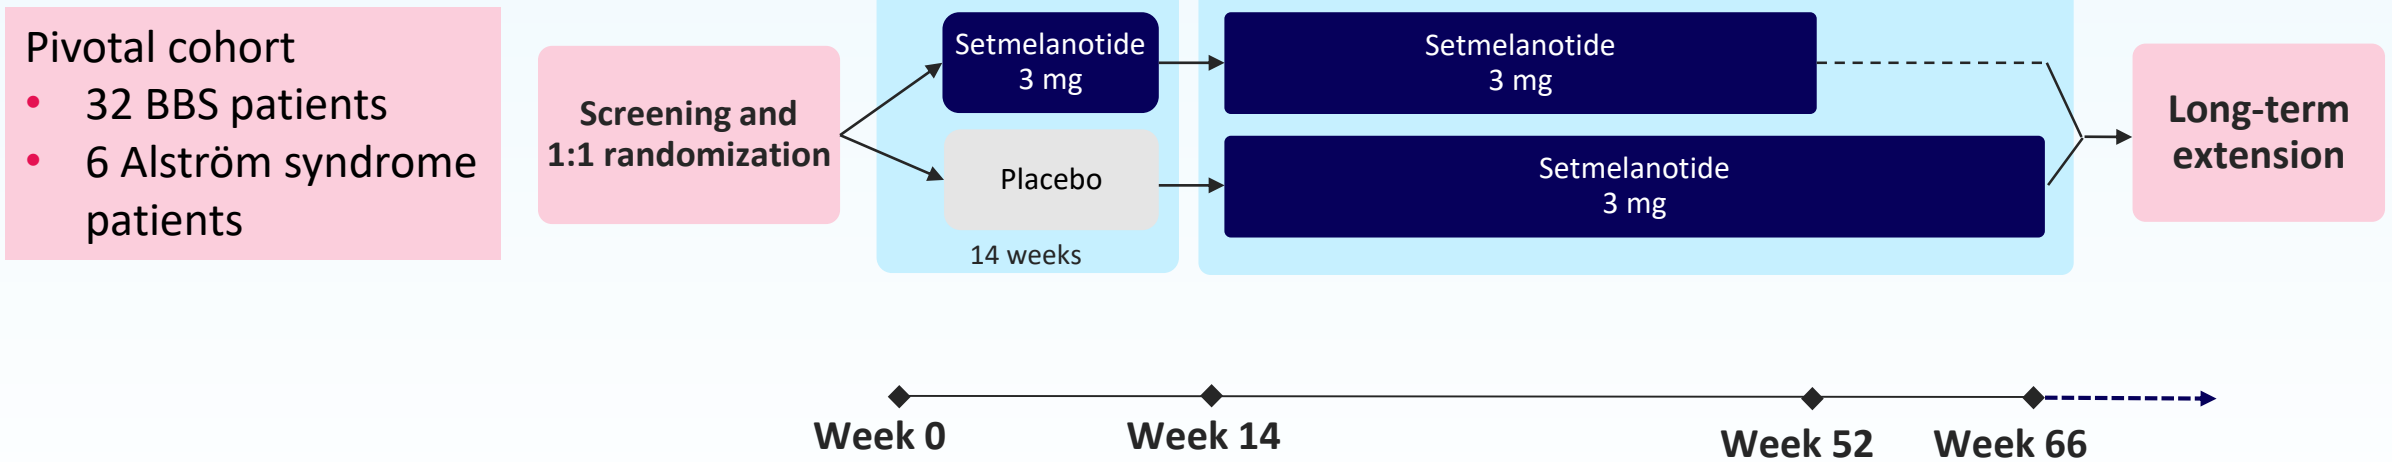 Pivotal cohort
• 32 BBS patients
• 6 Alström syndrome
patients
Screening and
1:1 randomization
Setmelanotide
3 mg
Placebo
14 weeks
Setmelanotide
3 mg
Setmelanotide
3 mg
Long-term
extension
Week 0
Week 14
Week 52
Week 66